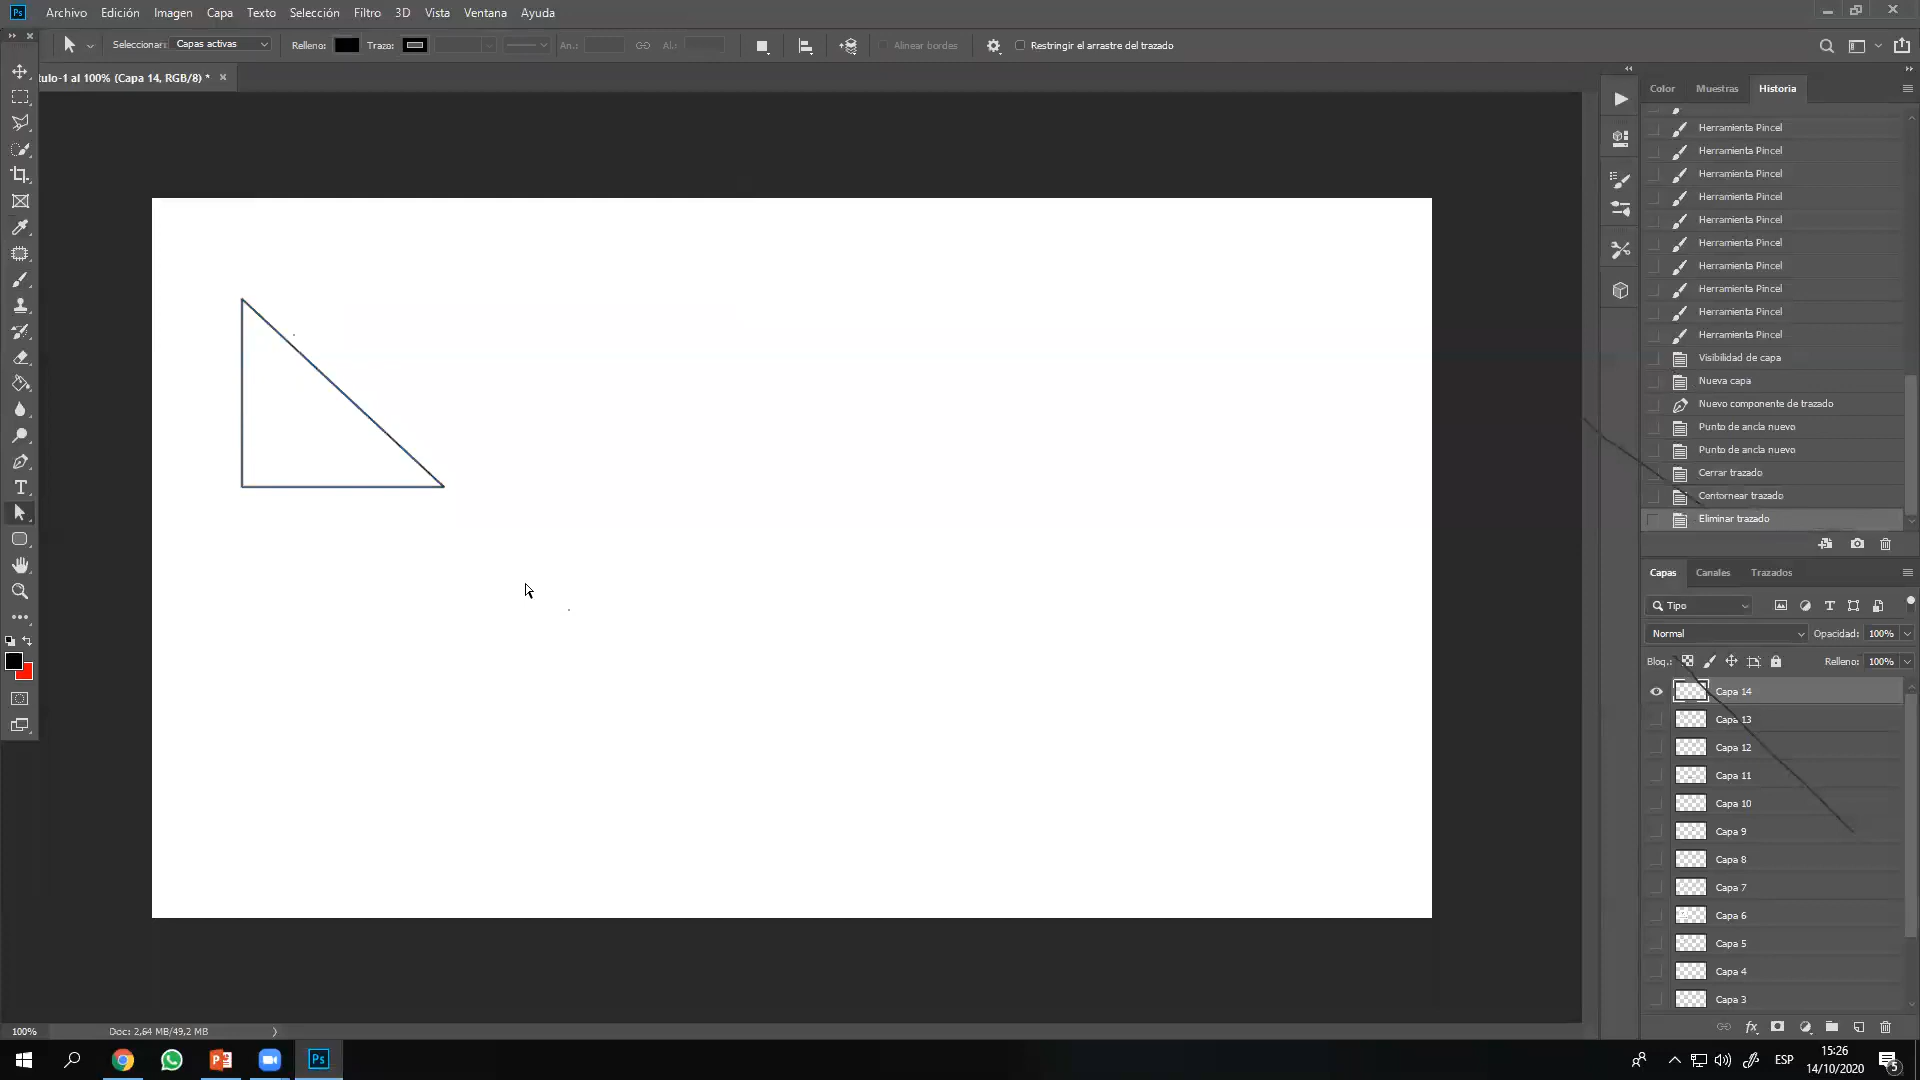 Ps Archivo Edición Imagen Capa Texto Selección Filtro 3D Vista Ventana Ayuda
Seleccionar: Capas activas Relleno: Trazo: An.: Al.: Alinear bordes Restringir el arrastre del trazado
tulo-1 al 100% (Capa 14, RGB/8) *
Color Muestras Historia
Herramienta Pincel
Herramienta Pincel
Herramienta Pincel
Herramienta Pincel
Herramienta Pincel
Herramienta Pincel
Herramienta Pincel
Herramienta Pincel
Herramienta Pincel
Herramienta Pincel
Visibilidad de capa
Nueva capa
Nuevo componente de trazado
Punto de ancla nuevo
Punto de ancla nuevo
Cerrar trazado
Contornear trazado
Eliminar trazado
Capas Canales Trazados
Tipo
Normal Opacidad: 100%
Bloq.: Relleno: 100%
Capa 14
Capa 13
Capa 12
Capa 11
Capa 10
Capa 9
Capa 8
Capa 7
Capa 6
Capa 5
Capa 4
Capa 3
fx
100% Doc: 2,64 MB/49,2 MB
Ps
ESP
15:26
14/10/2020
5